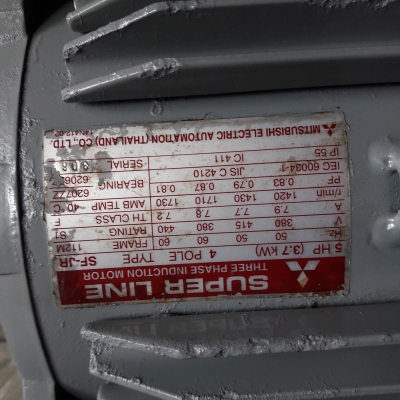 SUPER LINE
THREE PHASE INDUCTION MOTOR
5 HP (3.7 kW) 4 POLE TYPE SF-JR
Hz 50 50 60 60 FRAME 112M
V 380 415 380 440 RATING S1
A 7.9 7.7 7.8 7.2 TH CLASS
r/min 1420 1430 1710 1730 AMB TEMP 40°C
PF 0.83 0.79 0.87 0.81 BEARING 6207ZZ
IEC 60034-1 JIS C 4210
IP 55 IC 411 SERIAL
MITSUBISHI ELECTRIC AUTOMATION (THAILAND) CO., LTD.